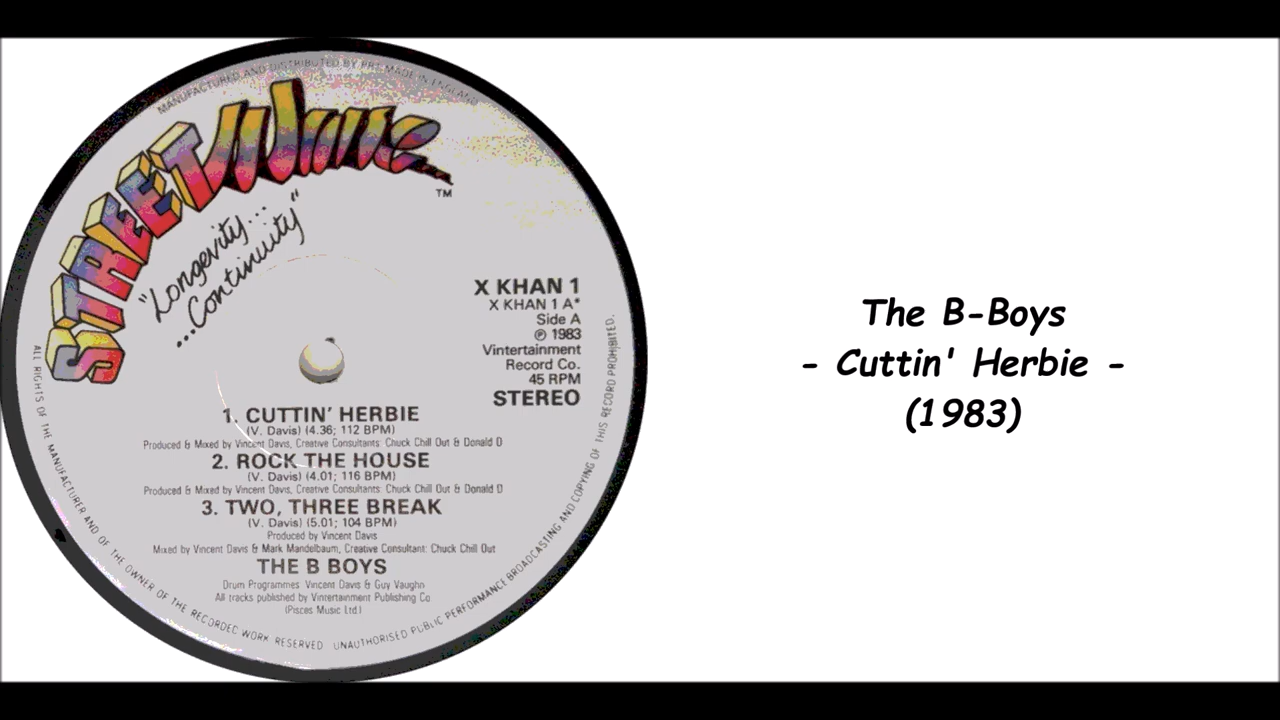 MANUFACTURED AND DISTRIBUTED BY PRT MADE IN ENGLAND
STREET Wave
TM
"Longevity...
...Continuity"
X KHAN 1
X KHAN 1 A*
Side A
℗ 1983
Vintertainment
Record Co.
45 RPM
STEREO
1. CUTTIN' HERBIE
(V. Davis) (4.36; 112 BPM)
Produced & Mixed by Vincent Davis, Creative Consultants: Chuck Chill Out & Donald D
2. ROCK THE HOUSE
(V. Davis) (4.01; 116 BPM)
Produced & Mixed by Vincent Davis, Creative Consultants: Chuck Chill Out & Donald D
3. TWO, THREE BREAK
(V. Davis) (5.01; 104 BPM)
Produced by Vincent Davis
Mixed by Vincent Davis & Mark Mandelbaum, Creative Consultant: Chuck Chill Out
THE B BOYS
Drum Programmes: Vincent Davis & Guy Vaughn
All tracks published by Vintertainment Publishing Co
(Pisces Music Ltd)
ALL RIGHTS OF THE MANUFACTURER AND OF THE OWNER OF THE RECORDED WORK RESERVED UNAUTHORISED PUBLIC PERFORMANCE BROADCASTING AND COPYING OF THIS RECORD PROHIBITED.
The B-Boys
- Cuttin' Herbie -
(1983)